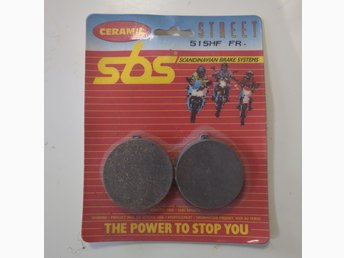 CERAMIC
STREET
515HF FR.
sbs
SCANDINAVIAN BRAKE SYSTEMS
THE POWER TO STOP YOU